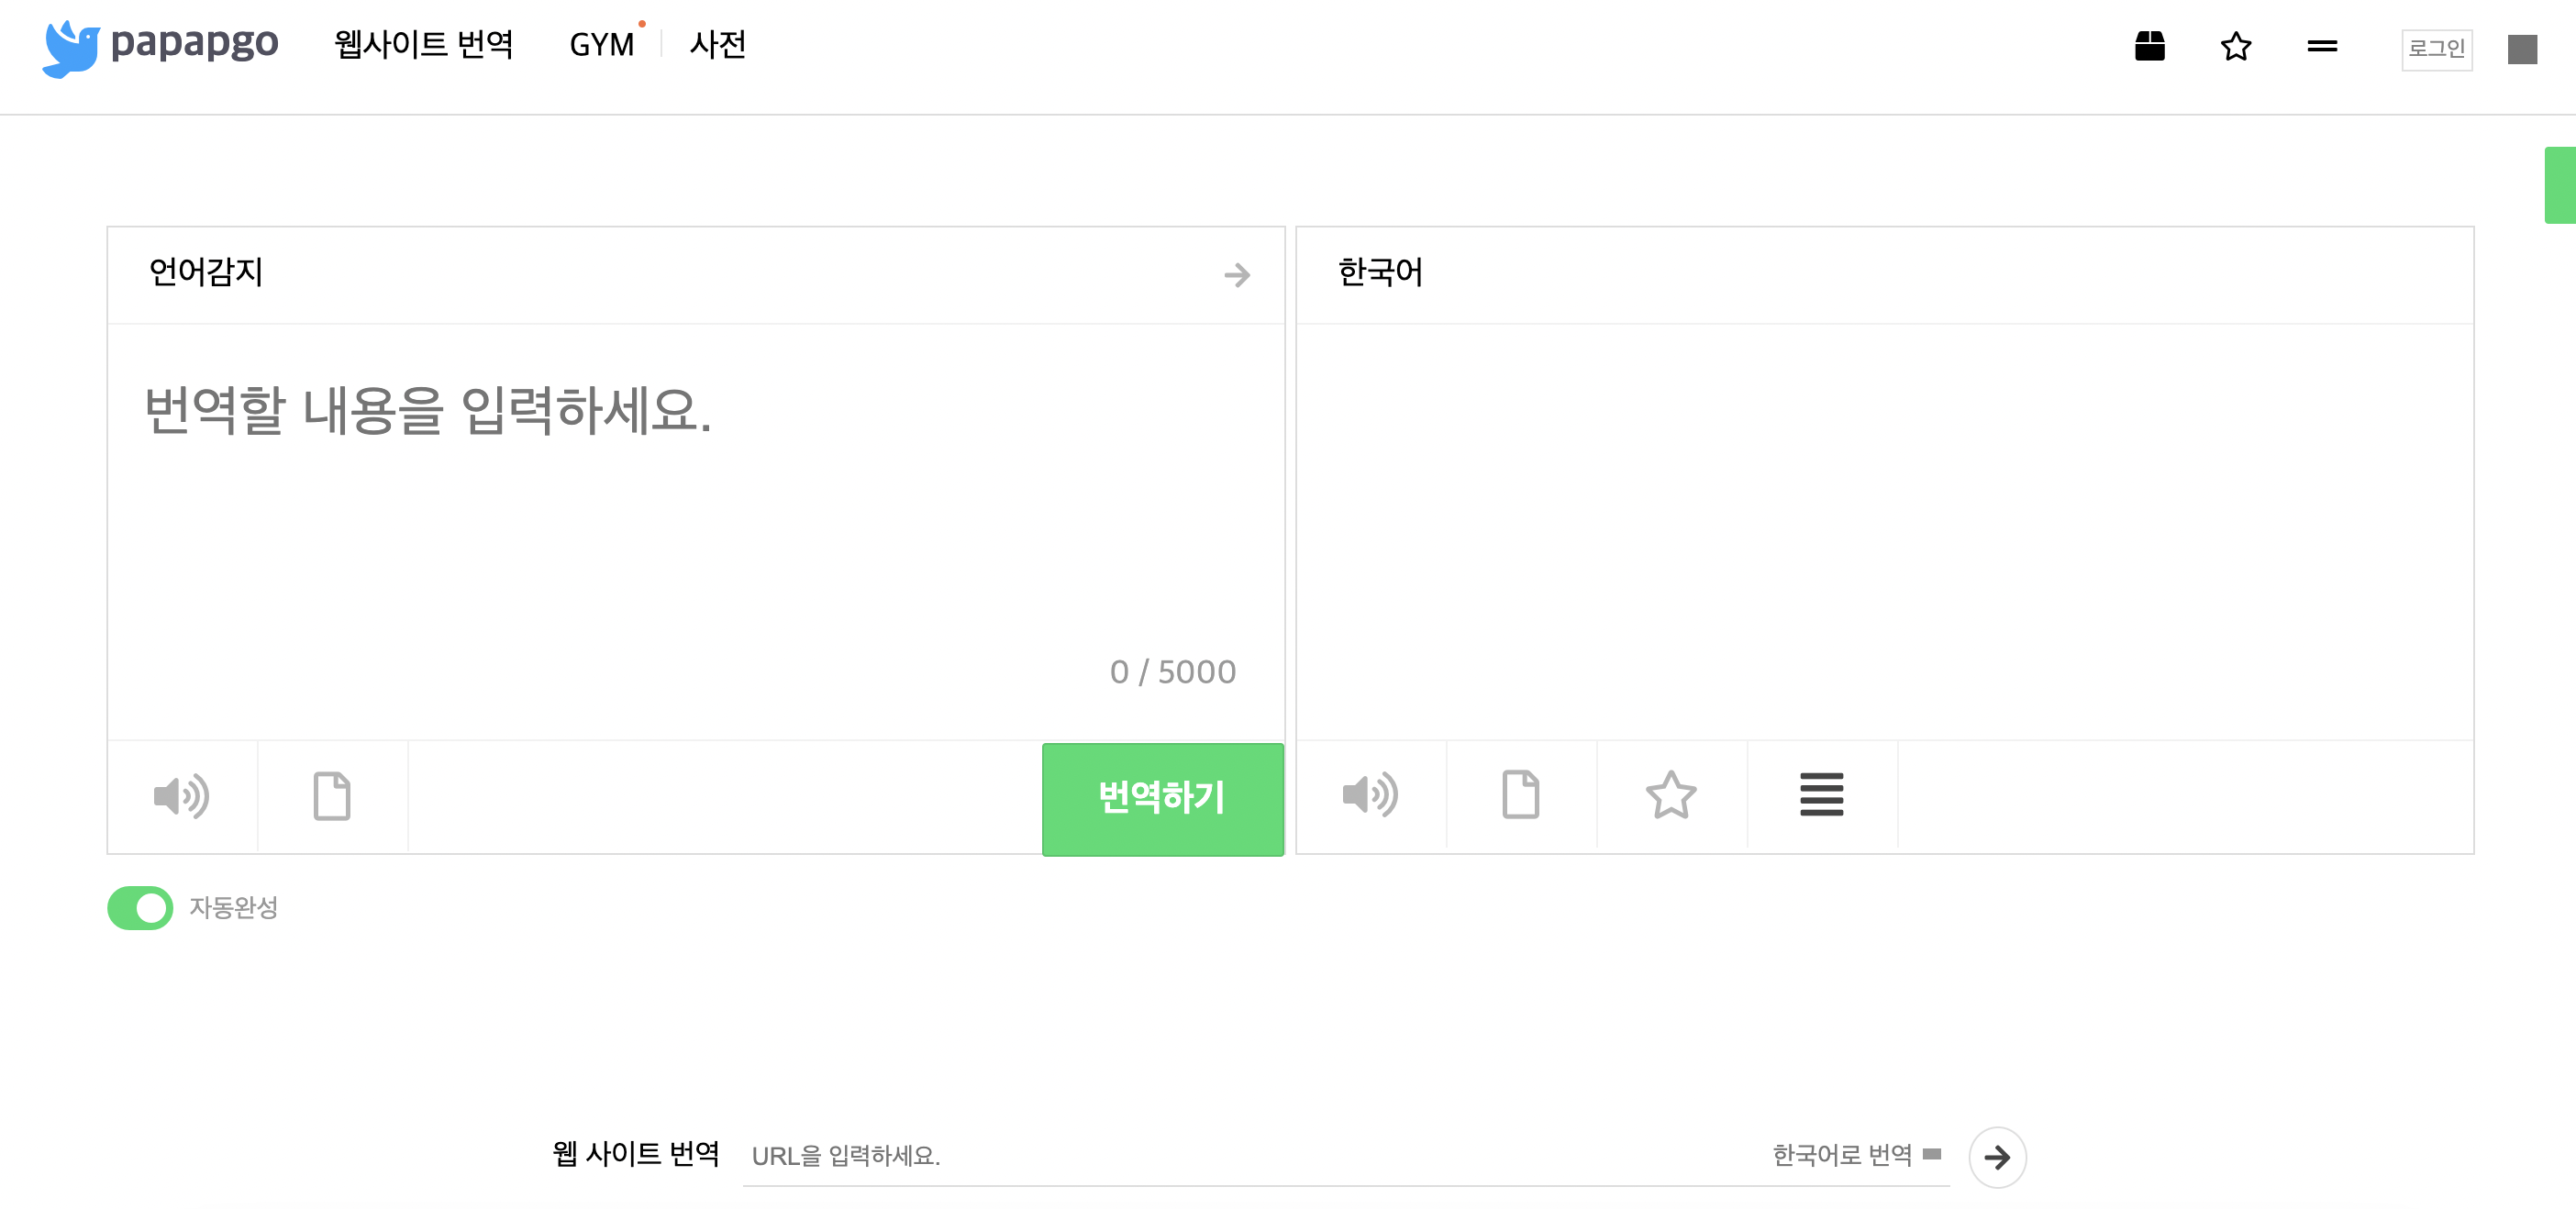 papapgo 웹사이트 번역 GYM 사전 로그인
언어감지
한국어
번역할 내용을 입력하세요.
0 / 5000
번역하기
자동완성
웹 사이트 번역 URL을 입력하세요. 한국어로 번역